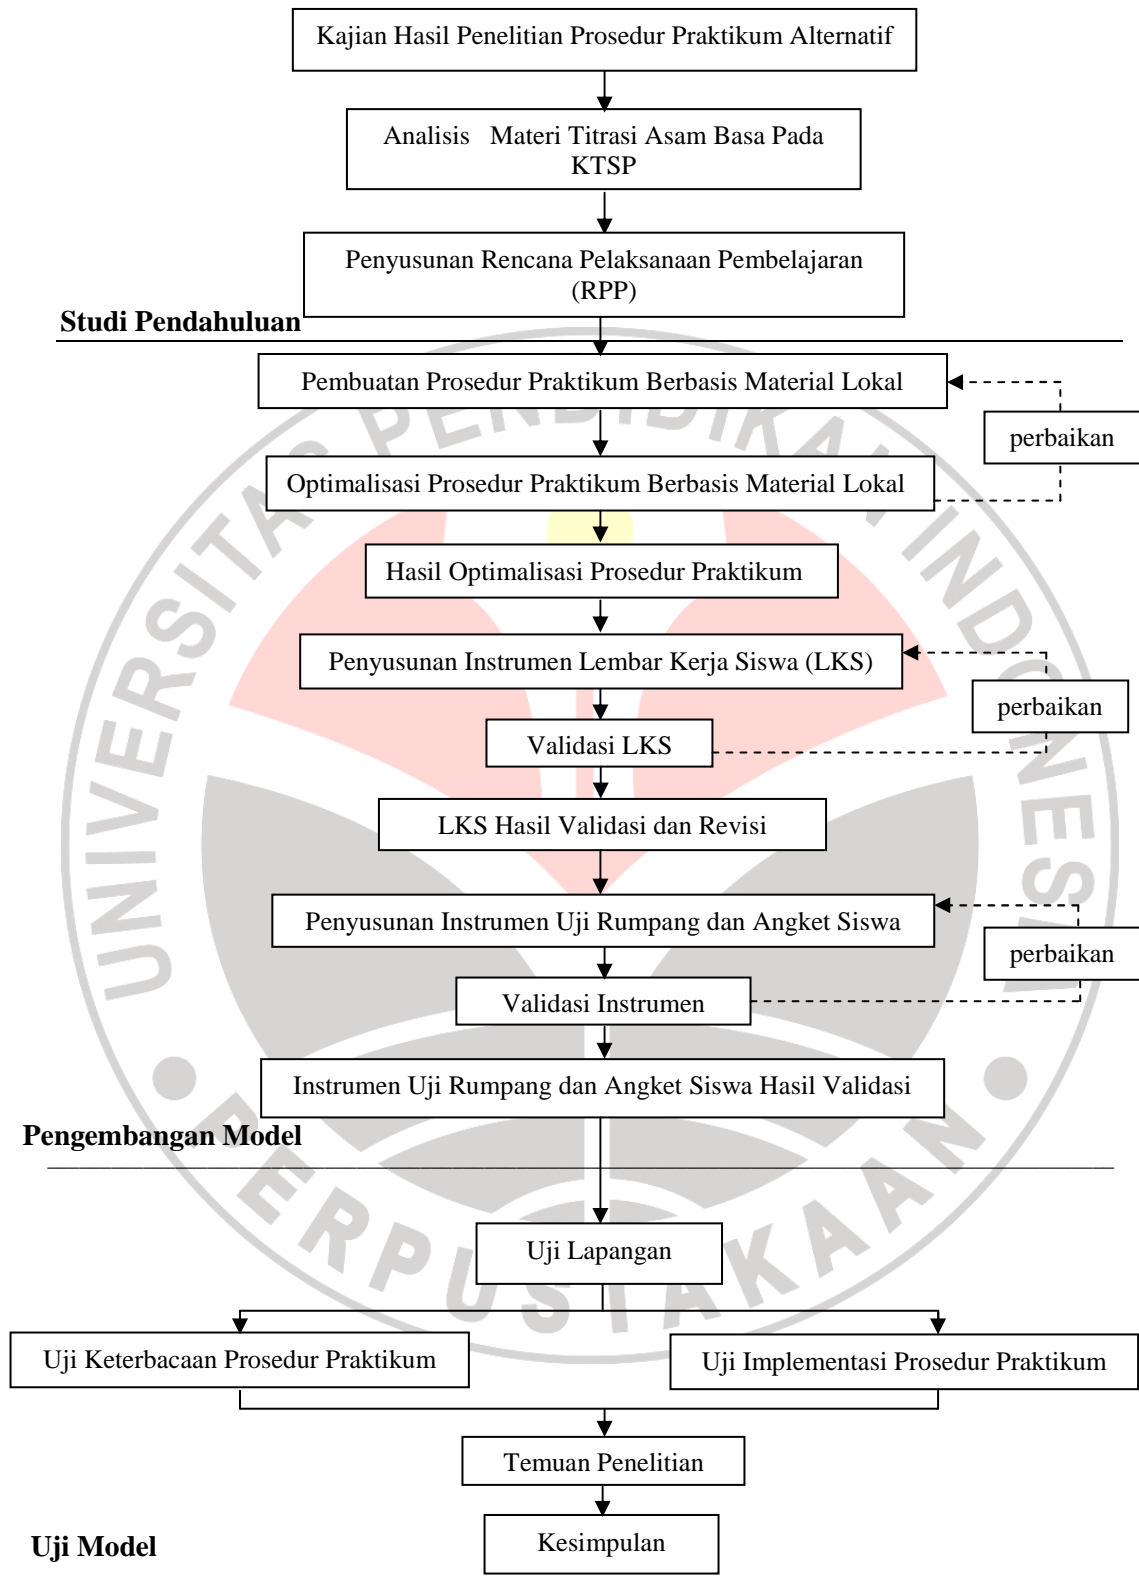 Kajian Hasil Penelitian Prosedur Praktikum Alternatif
Analisis Materi Titrasi Asam Basa Pada
KTSP
Penyusunan Rencana Pelaksanaan Pembelajaran
(RPP)
Studi Pendahuluan
Pembuatan Prosedur Praktikum Berbasis Material Lokal
perbaikan
Optimalisasi Prosedur Praktikum Berbasis Material Lokal
Hasil Optimalisasi Prosedur Praktikum
Penyusunan Instrumen Lembar Kerja Siswa (LKS)
perbaikan
Validasi LKS
LKS Hasil Validasi dan Revisi
Penyusunan Instrumen Uji Rumpang dan Angket Siswa
perbaikan
Validasi Instrumen
Instrumen Uji Rumpang dan Angket Siswa Hasil Validasi
Pengembangan Model
Uji Lapangan
Uji Keterbacaan Prosedur Praktikum
Uji Implementasi Prosedur Praktikum
Temuan Penelitian
Kesimpulan
Uji Model
UNIVERSITAS PENDIDIKAN INDONESIA
PERPUSTAKAAN